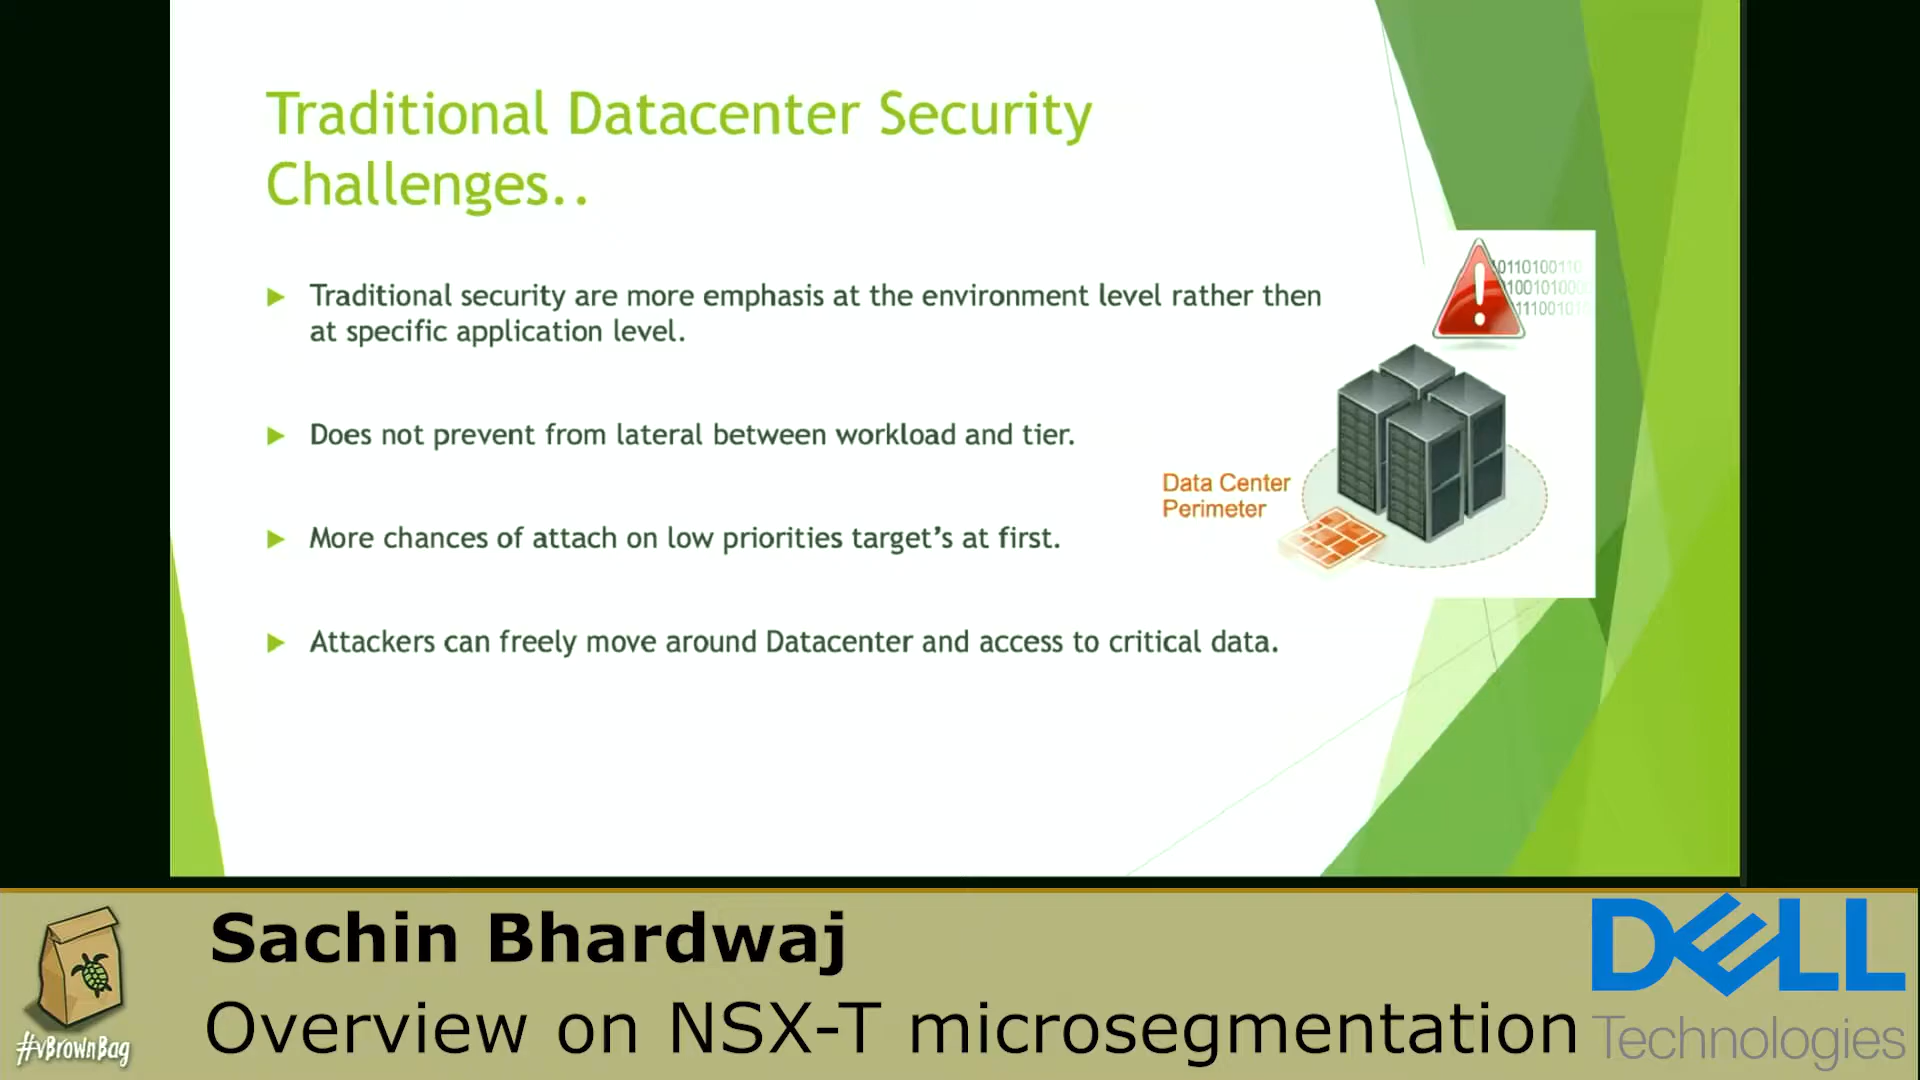 Traditional Datacenter Security
Challenges..
Traditional security are more emphasis at the environment level rather then
at specific application level.
Does not prevent from lateral between workload and tier.
More chances of attach on low priorities target's at first.
Attackers can freely move around Datacenter and access to critical data.
Data Center
Perimeter
Sachin Bhardwaj
Overview on NSX-T microsegmentation
#vBrownBag
DELL
Technologies